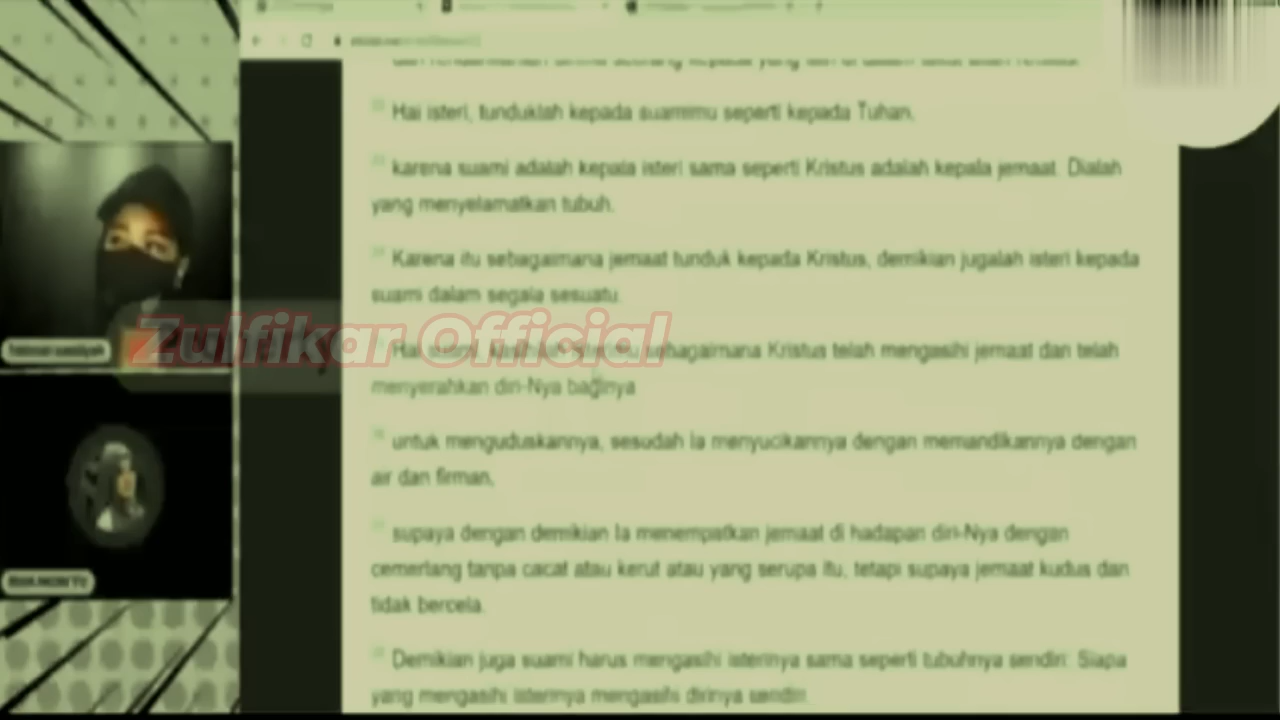 Hai isteri, tunduklah kepada suamimu seperti kepada Tuhan,
karena suami adalah kepala isteri sama seperti Kristus adalah kepala jemaat. Dialah
yang menyelamatkan tubuh.
Karena itu sebagaimana jemaat tunduk kepada Kristus, demikian jugalah isteri kepada
suami dalam segala sesuatu.
Zulfikar Official
sebagaimana Kristus telah mengasihi jemaat dan telah
menyerahkan diri-Nya baginya
untuk menguduskannya, sesudah Ia menyucikannya dengan memandikannya dengan
air dan firman,
supaya dengan demikian Ia menempatkan jemaat di hadapan diri-Nya dengan
cemerlang tanpa cacat atau kerut atau yang serupa itu, tetapi supaya jemaat kudus dan
tidak bercela.
Demikian juga suami harus mengasihi isterinya sama seperti tubuhnya sendiri: Siapa
yang mengasihi isterinya mengasihi dirinya sendiri.